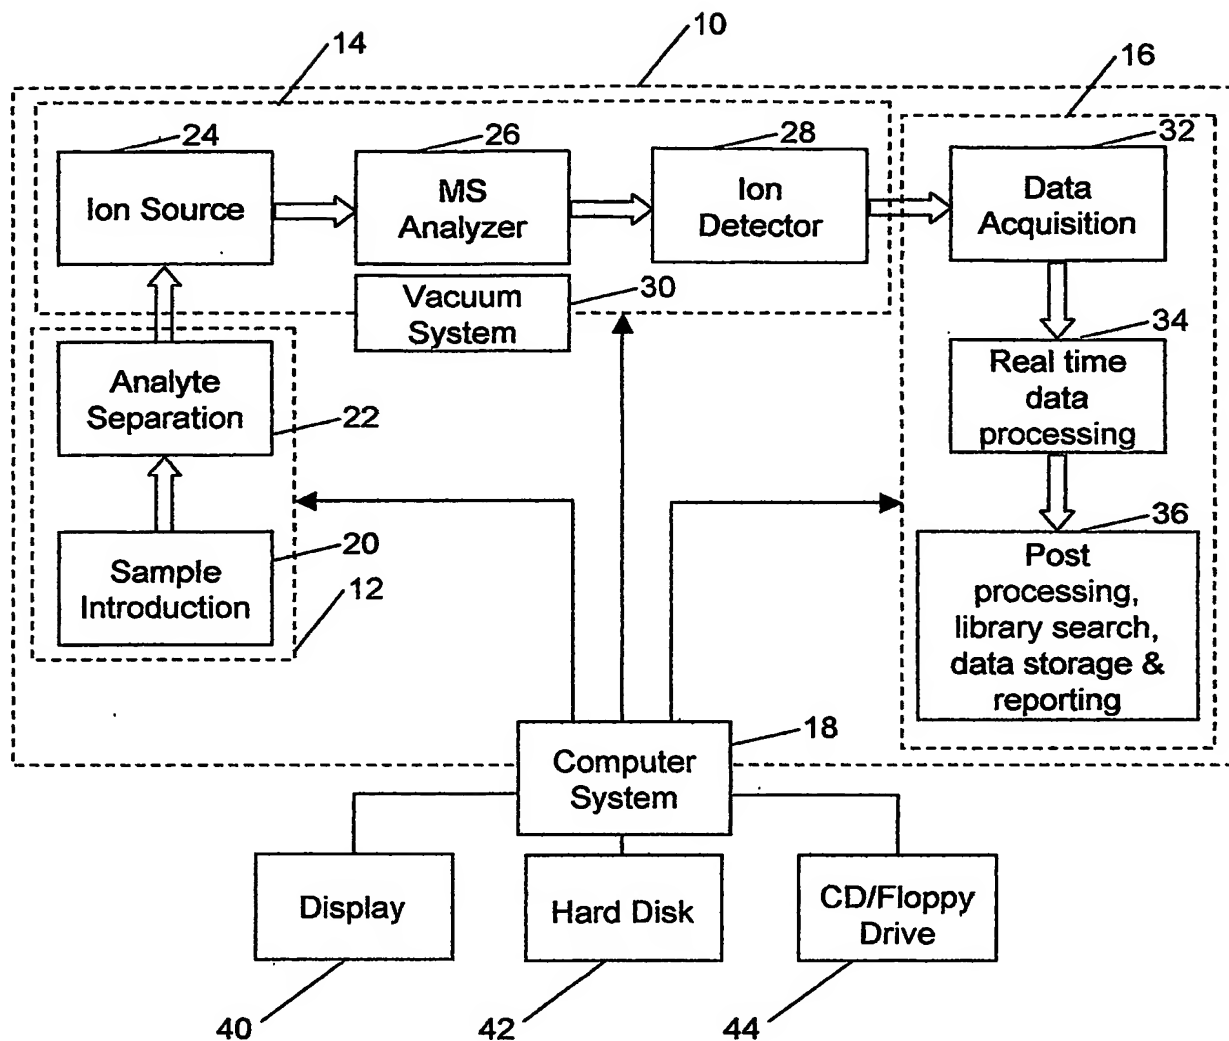 14
10
16
24
26
28
32
Ion Source
MS
Analyzer
Ion
Detector
Data
Acquisition
Vacuum
System
30
34
Analyte
Separation
22
Real time
data
processing
20
Sample
Introduction
12
36
Post
processing,
library search,
data storage &
reporting
18
Computer
System
Display
Hard Disk
CD/Floppy
Drive
40
42
44